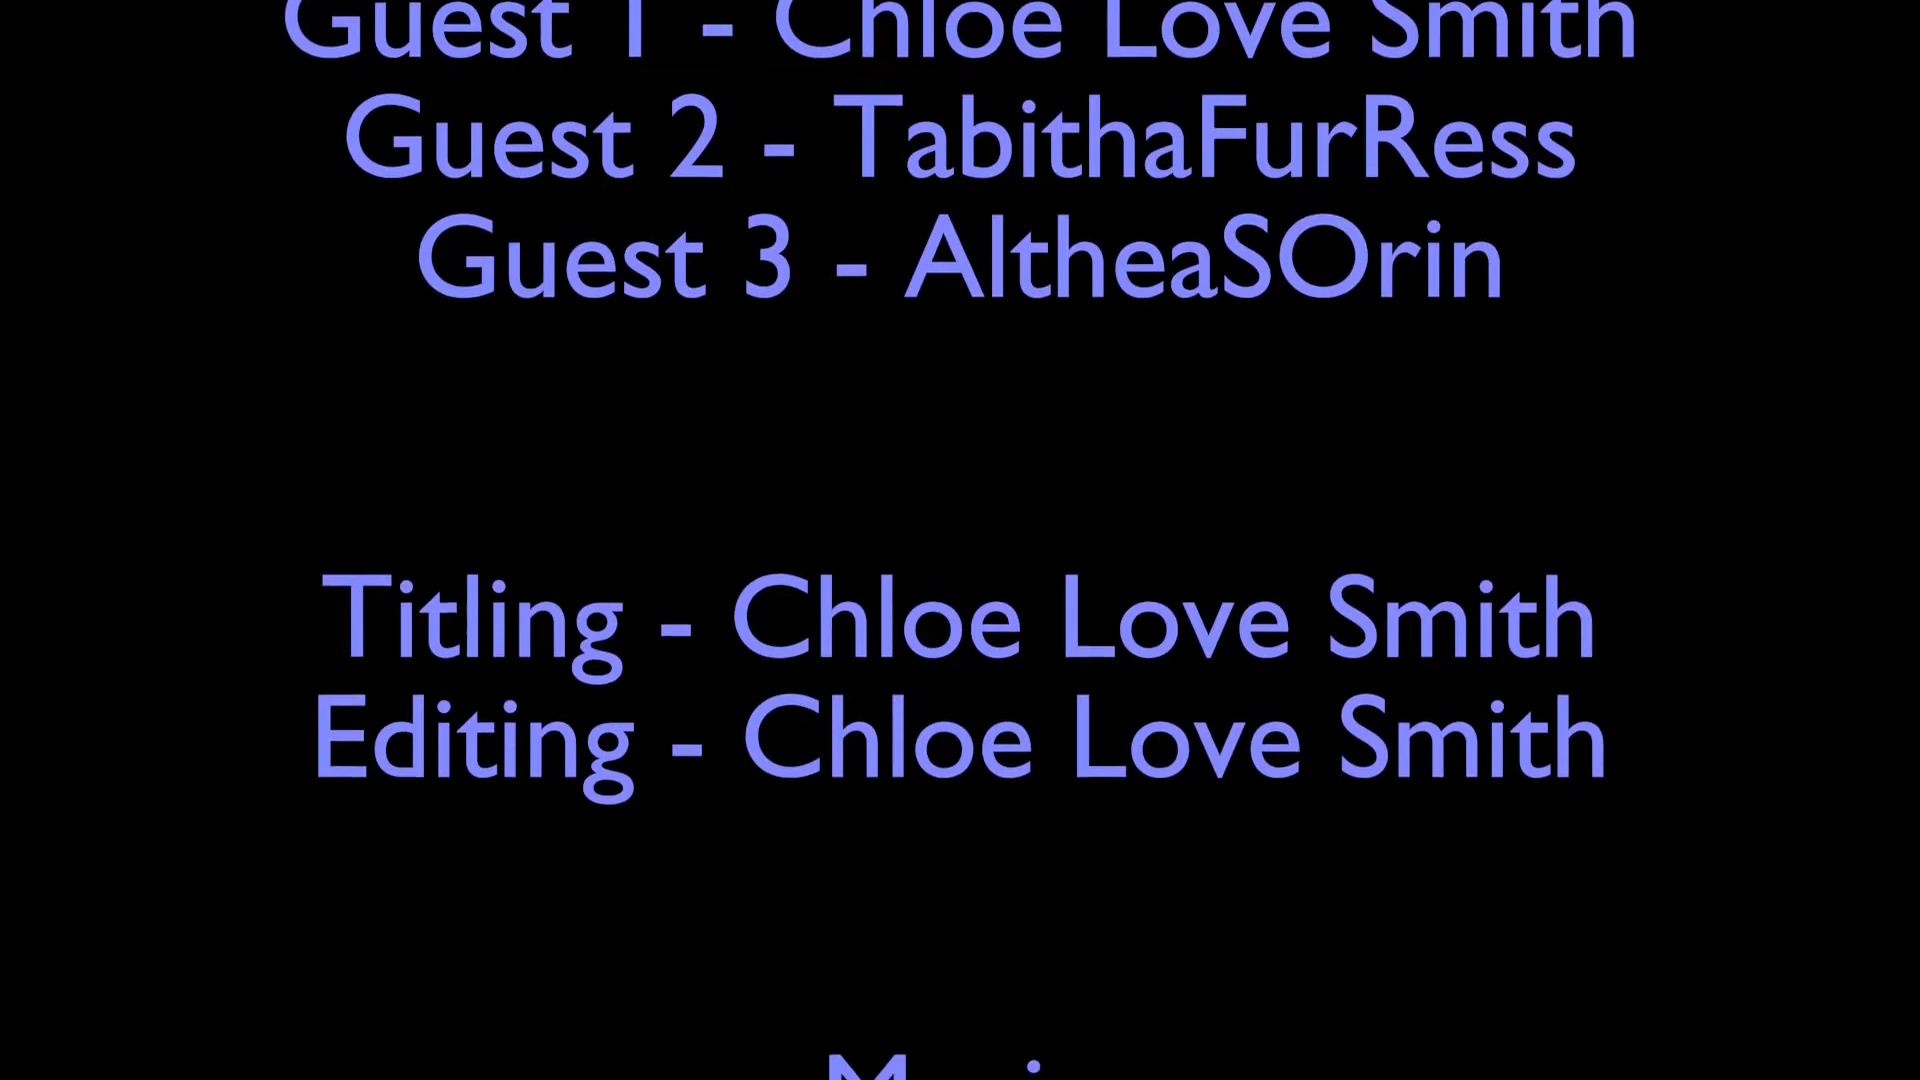 Guest 1 - Chloe Love Smith
Guest 2 - TabithaFurRess
Guest 3 - AltheaSOrin
Titling - Chloe Love Smith
Editing - Chloe Love Smith